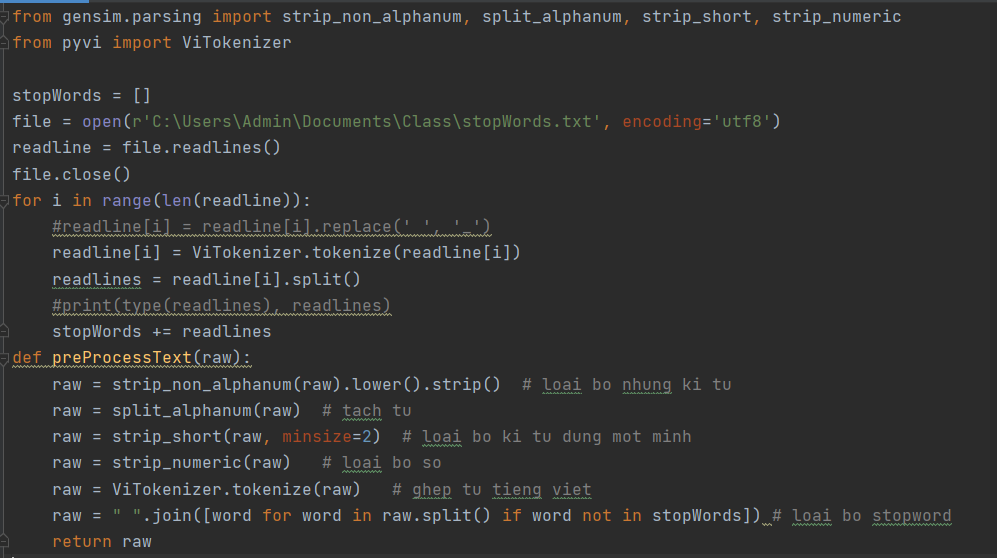 from gensim.parsing import strip_non_alphanum, split_alphanum, strip_short, strip_numeric
from pyvi import ViTokenizer

stopWords = []
file = open(r'C:\Users\Admin\Documents\Class\stopWords.txt', encoding='utf8')
readline = file.readlines()
file.close()
for i in range(len(readline)):
    #readline[i] = readline[i].replace(' ', '_')
    readline[i] = ViTokenizer.tokenize(readline[i])
    readlines = readline[i].split()
    #print(type(readlines), readlines)
    stopWords += readlines
def preProcessText(raw):
    raw = strip_non_alphanum(raw).lower().strip()  # loai bo nhung ki tu
    raw = split_alphanum(raw)  # tach tu
    raw = strip_short(raw, minsize=2)  # loai bo ki tu dung mot minh
    raw = strip_numeric(raw)   # loai bo so
    raw = ViTokenizer.tokenize(raw)   # ghep tu tieng viet
    raw = " ".join([word for word in raw.split() if word not in stopWords]) # loai bo stopword
    return raw